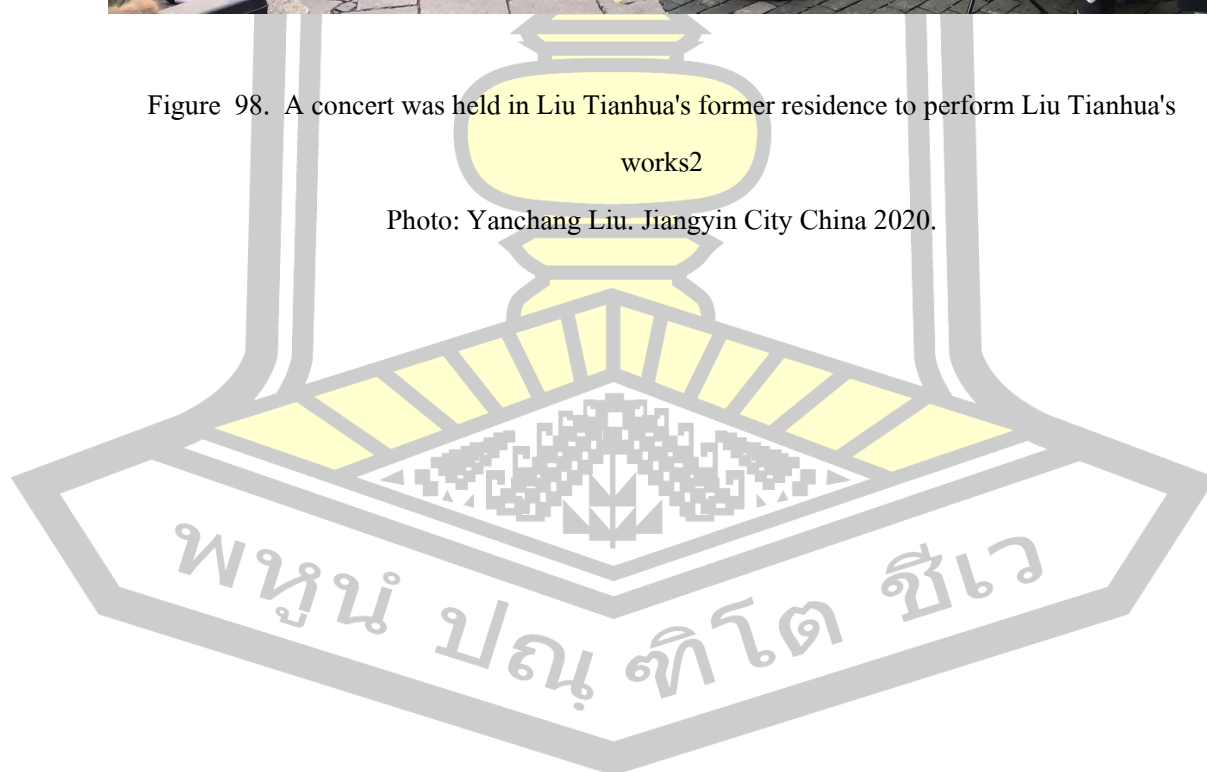 Figure 98. A concert was held in Liu Tianhua's former residence to perform Liu Tianhua's
works2
Photo: Yanchang Liu. Jiangyin City China 2020.
พหูนํ ปณฺฑิโต ชีเว